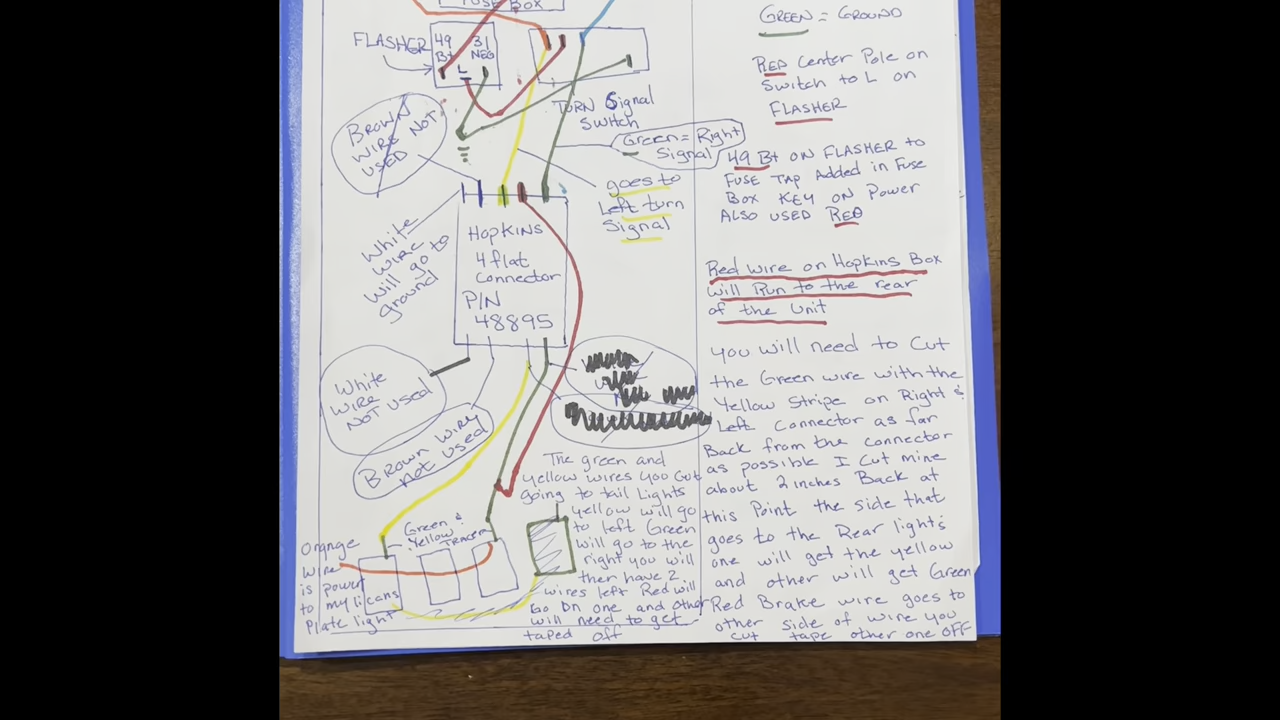 FUSE BOX
FLASHER
49
B+
31
NEG
L
TURN Signal
Switch
BROWN
WIRE NOT
USED
Green = Right
Signal
goes to
Left turn
Signal
White
Wire
Will go to
ground
Hopkins
4 flat
Connector
PIN
48895
White
Wire
Not used
Brown wiry
not used
The green and
yellow wires you Cut
going to tail Lights
yellow will go
to left Green
will go to the
right you will
then have 2
wires left Red will
Go on one and other
will need to get
taped off
Green &
Yellow
Tracer
Orange
wire
is power
to my licens
Plate light
GREEN = GROUND
RED Center Pole on
Switch to L on
FLASHER
49 B+ ON FLASHER to
FUSE TAP Added in Fuse
Box KEY ON Power
Also used RED
Red wire on Hopkins Box
will Run to the rear
of the Unit
you will need to Cut
the Green wire with the
Yellow Stripe on Right &
Left Connector as far
Back from the connector
as possible I Cut mine
about 2 inches Back at
this Point the side that
goes to the Rear lights
one will get the yellow
and other will get Green
Red Brake wire goes to
other side of wire you
cut tape other one OFF